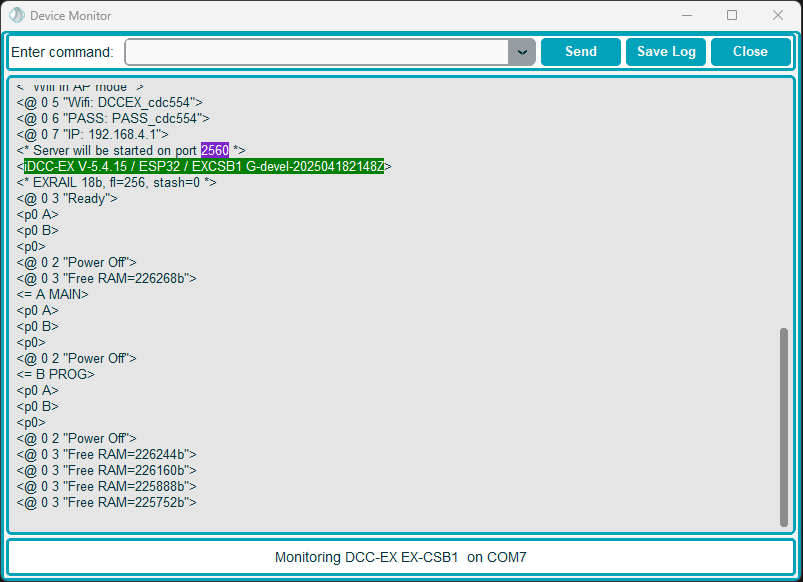 Device Monitor
Enter command:
Send
Save Log
Close
<* Wifi in AP mode *>
<@ 0 5 "Wifi: DCCEX_cdc554">
<@ 0 6 "PASS: PASS_cdc554">
<@ 0 7 "IP: 192.168.4.1">
<* Server will be started on port 2560 *>
<iDCC-EX V-5.4.15 / ESP32 / EXCSB1 G-devel-202504182148Z>
<* EXRAIL 18b, fl=256, stash=0 *>
<@ 0 3 "Ready">
<p0 A>
<p0 B>
<p0>
<@ 0 2 "Power Off">
<@ 0 3 "Free RAM=226268b">
<= A MAIN>
<p0 A>
<p0 B>
<p0>
<@ 0 2 "Power Off">
<= B PROG>
<p0 A>
<p0 B>
<p0>
<@ 0 2 "Power Off">
<@ 0 3 "Free RAM=226244b">
<@ 0 3 "Free RAM=226160b">
<@ 0 3 "Free RAM=225888b">
<@ 0 3 "Free RAM=225752b">
Monitoring DCC-EX EX-CSB1 on COM7